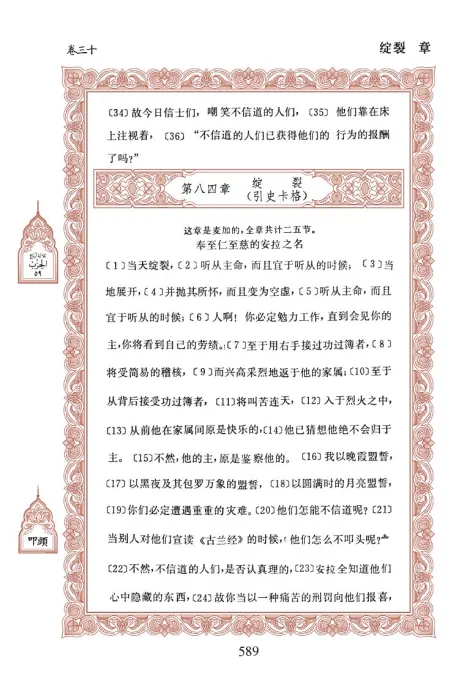 卷三十
绽裂 章
〔34〕故今日信士们，嘲笑不信道的人们，〔35〕他们靠在床
上注视着，〔36〕“不信道的人们已获得他们的 行为的报酬
了吗?”
第八四章 绽 裂
(引史卡格)
这章是麦加的，全章共计二五节。
奉至仁至慈的安拉之名
〔1〕当天绽裂，〔2〕听从主命，而且宜于听从的时候； 〔3〕当
地展开，〔4〕并抛其所怀，而且变为空虚，〔5〕听从主命，而且
宜于听从的时候；〔6〕人啊！你必定勉力工作，直到会见你的
主，你将看到自己的劳绩。〔7〕至于用右手接过功过簿者，〔8〕
将受简易的稽核，〔9〕而兴高采烈地返于他的家属；〔10〕至于
从背后接受功过簿者，〔11〕将叫苦连天，〔12〕入于烈火之中，
〔13〕从前他在家属间原是快乐的，〔14〕他已猜想他绝不会归于
主。〔15〕不然，他的主，原是鉴察他的。〔16〕我以晚霞盟誓，
〔17〕以黑夜及其包罗万象的盟誓，〔18〕以圆满时的月亮盟誓，
〔19〕你们必定遭遇重重的灾难。〔20〕他们怎能不信道呢? 〔21〕
当别人对他们宣读《古兰经》的时候，他们怎么不叩头呢?
〔22〕不然，不信道的人们，是否认真理的，〔23〕安拉全知道他们
心中隐藏的东西，〔24〕故你当以一种痛苦的刑罚向他们报喜，
الحزب
٥٩
叩頭
589